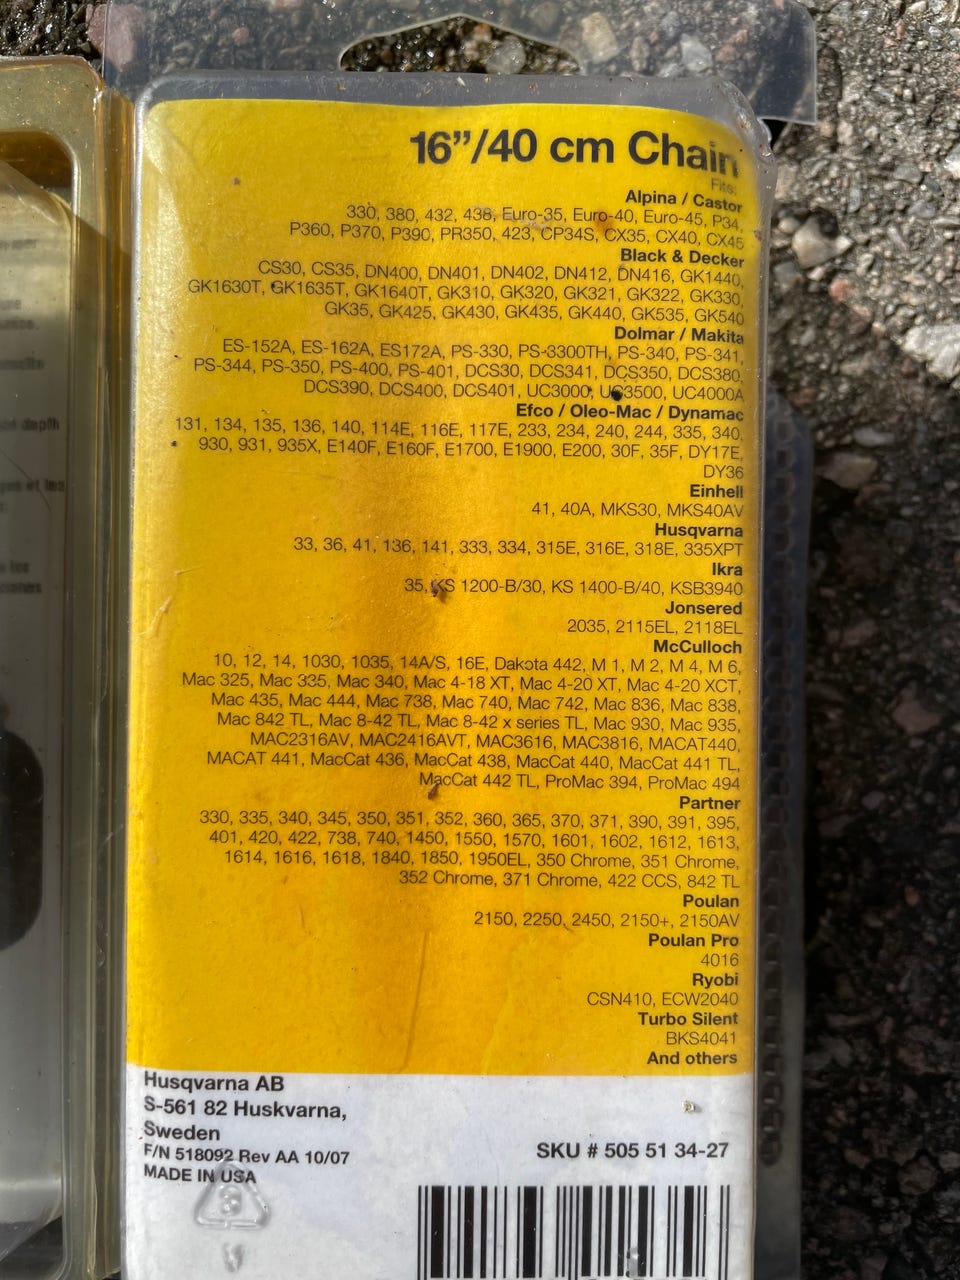 16”/40 cm Chain
Fits:
Alpina / Castor
330, 380, 432, 438, Euro-35, Euro-40, Euro-45, P34,
P360, P370, P390, PR350, 423, CP34S, CX35, CX40, CX45
Black & Decker
CS30, CS35, DN400, DN401, DN402, DN412, DN416, GK1440,
GK1630T, GK1635T, GK1640T, GK310, GK320, GK321, GK322, GK330,
GK35, GK425, GK430, GK435, GK440, GK535, GK540
Dolmar / Makita
ES-152A, ES-162A, ES172A, PS-330, PS-3300TH, PS-340, PS-341,
PS-344, PS-350, PS-400, PS-401, DCS30, DCS341, DCS350, DCS380,
DCS390, DCS400, DCS401, UC3000, UC3500, UC4000A
Efco / Oleo-Mac / Dynamac
131, 134, 135, 136, 140, 114E, 116E, 117E, 233, 234, 240, 244, 335, 340,
930, 931, 935X, E140F, E160F, E1700, E1900, E200, 30F, 35F, DY17E,
DY36
Einhell
41, 40A, MKS30, MKS40AV
Husqvarna
33, 36, 41, 136, 141, 333, 334, 315E, 316E, 318E, 335XPT
Ikra
35, KS 1200-B/30, KS 1400-B/40, KSB3940
Jonsered
2035, 2115EL, 2118EL
McCulloch
10, 12, 14, 1030, 1035, 14A/S, 16E, Dakota 442, M 1, M 2, M 4, M 6,
Mac 325, Mac 335, Mac 340, Mac 4-18 XT, Mac 4-20 XT, Mac 4-20 XCT,
Mac 435, Mac 444, Mac 738, Mac 740, Mac 742, Mac 836, Mac 838,
Mac 842 TL, Mac 8-42 TL, Mac 8-42 x series TL, Mac 930, Mac 935,
MAC2316AV, MAC2416AVT, MAC3616, MAC3816, MACAT440,
MACAT 441, MacCat 436, MacCat 438, MacCat 440, MacCat 441 TL,
MacCat 442 TL, ProMac 394, ProMac 494
Partner
330, 335, 340, 345, 350, 351, 352, 360, 365, 370, 371, 390, 391, 395,
401, 420, 422, 738, 740, 1450, 1550, 1570, 1601, 1602, 1612, 1613,
1614, 1616, 1618, 1840, 1850, 1950EL, 350 Chrome, 351 Chrome,
352 Chrome, 371 Chrome, 422 CCS, 842 TL
Poulan
2150, 2250, 2450, 2150+, 2150AV
Poulan Pro
4016
Ryobi
CSN410, ECW2040
Turbo Silent
BKS4041
And others
Husqvarna AB
S-561 82 Huskvarna,
Sweden
F/N 518092 Rev AA 10/07
MADE IN USA
SKU # 505 51 34-27
depth